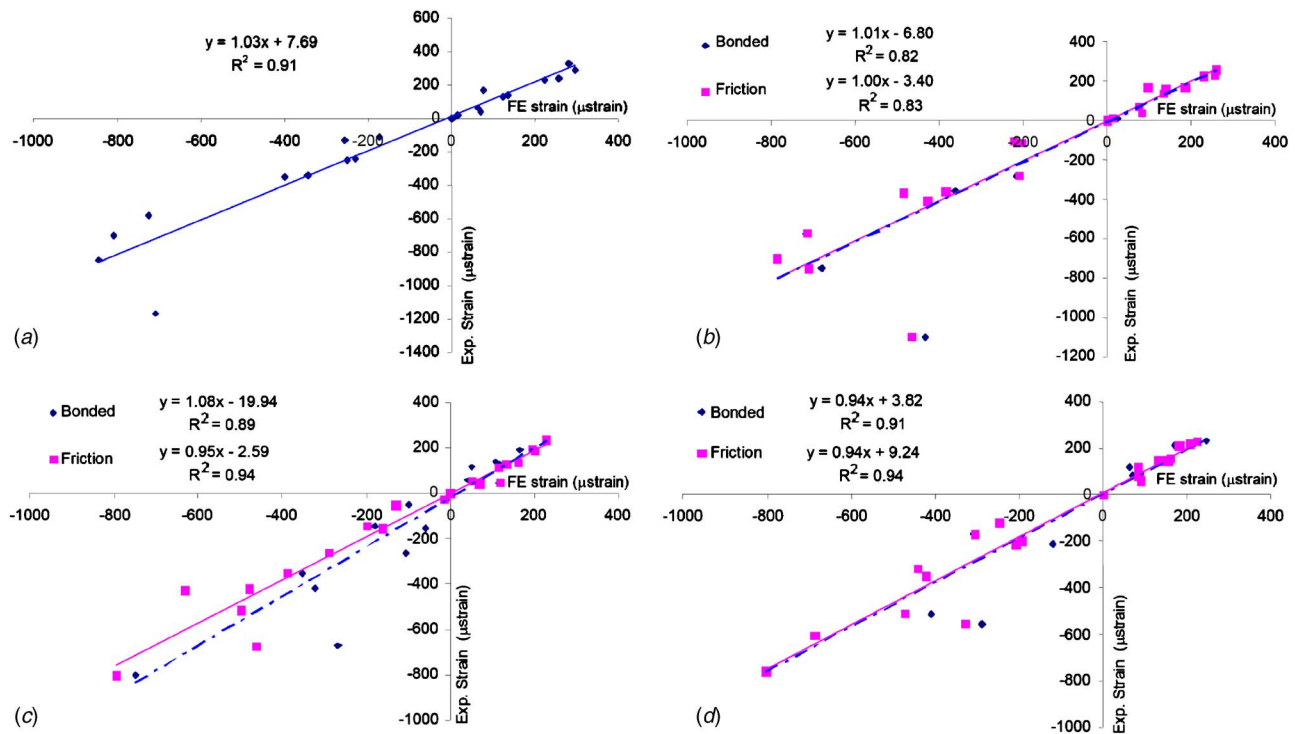 y = 1.03x + 7.69
R2 = 0.91
600
400
200
0
-200
-400
-600
-800
-1000
-1200
-1400
-1000 -800 -600 -400 -200 0 200 400
FE strain (µstrain)
Exp. Strain (µstrain)
(a)
Bonded
y = 1.01x - 6.80
R2 = 0.82
Friction
y = 1.00x - 3.40
R2 = 0.83
400
200
0
-200
-400
-600
-800
-1000
-1200
-1000 -800 -600 -400 -200 0 200 400
FE strain (µstrain)
Exp. Strain (µstrain)
(b)
Bonded
y = 1.08x - 19.94
R2 = 0.89
Friction
y = 0.95x - 2.59
R2 = 0.94
400
200
0
-200
-400
-600
-800
-1000
-1000 -800 -600 -400 -200 0 200 400
FE strain (µstrain)
Exp. Strain (µstrain)
(c)
Bonded
y = 0.94x + 3.82
R2 = 0.91
Friction
y = 0.94x + 9.24
R2 = 0.94
400
200
0
-200
-400
-600
-800
-1000
-1000 -800 -600 -400 -200 0 200 400
FE strain (µstrain)
Exp. Strain (µstrain)
(d)